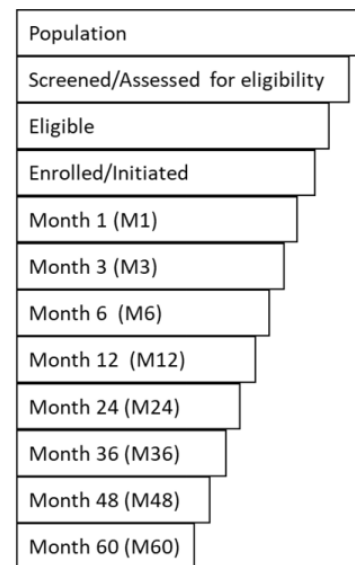 Population
Screened/Assessed for eligibility
Eligible
Enrolled/Initiated
Month 1 (M1)
Month 3 (M3)
Month 6 (M6)
Month 12 (M12)
Month 24 (M24)
Month 36 (M36)
Month 48 (M48)
Month 60 (M60)